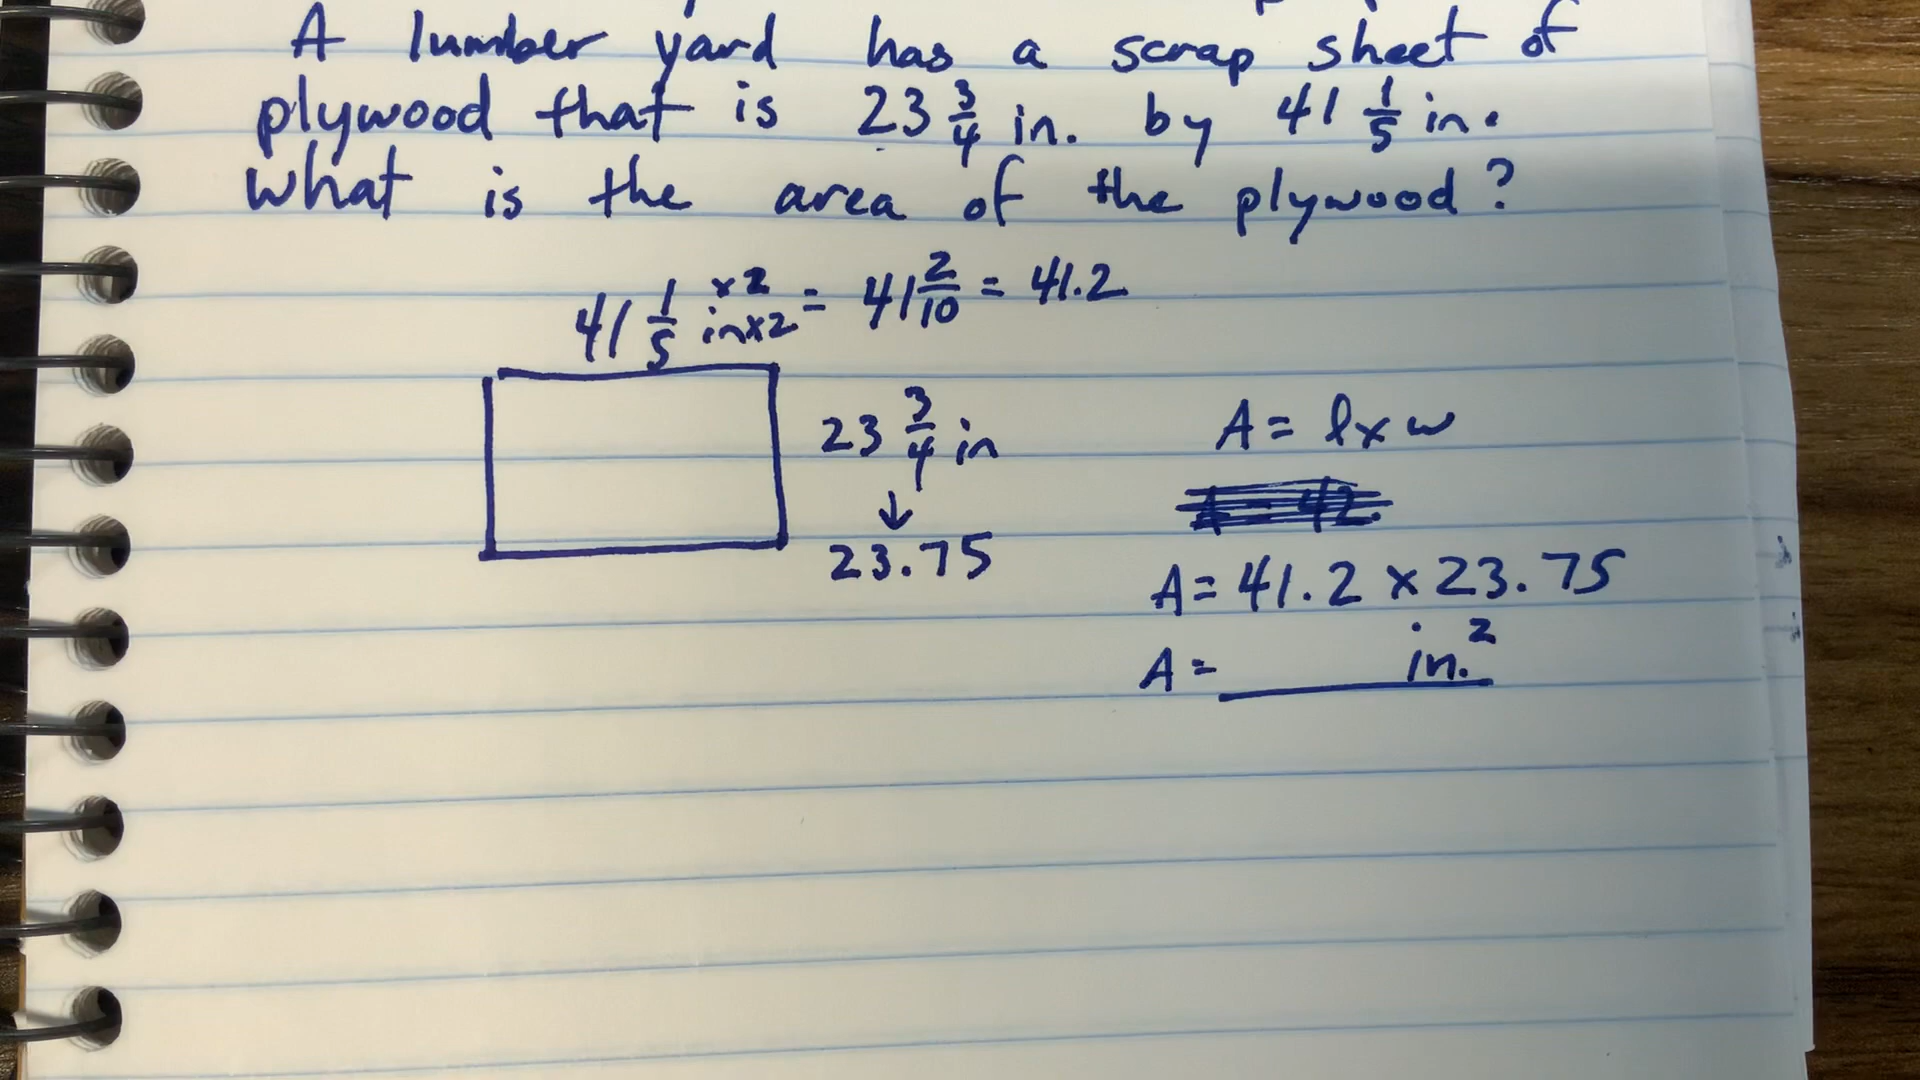 A lumber yard has a scrap sheet of
plywood that is 23 3/4 in. by 41 1/5 in.
What is the area of the plywood?
41 1/5 in x2/x2 = 41 2/10 = 41.2
23 3/4 in
↓
23.75
A = l x w
A = 41.2 x 23.75
A = ______ in.²